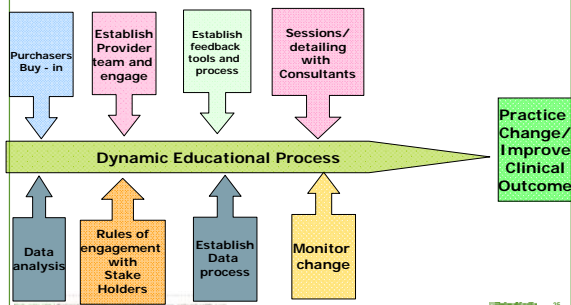 Purchasers
Buy - in
Establish
Provider
team and
engage
Establish
feedback
tools and
process
Sessions/
detailing
with
Consultants
Practice
Change/
Improve
Clinical
Outcome
Dynamic Educational Process
Data
analysis
Rules of
engagement
with
Stake
Holders
Establish
Data
process
Monitor
change